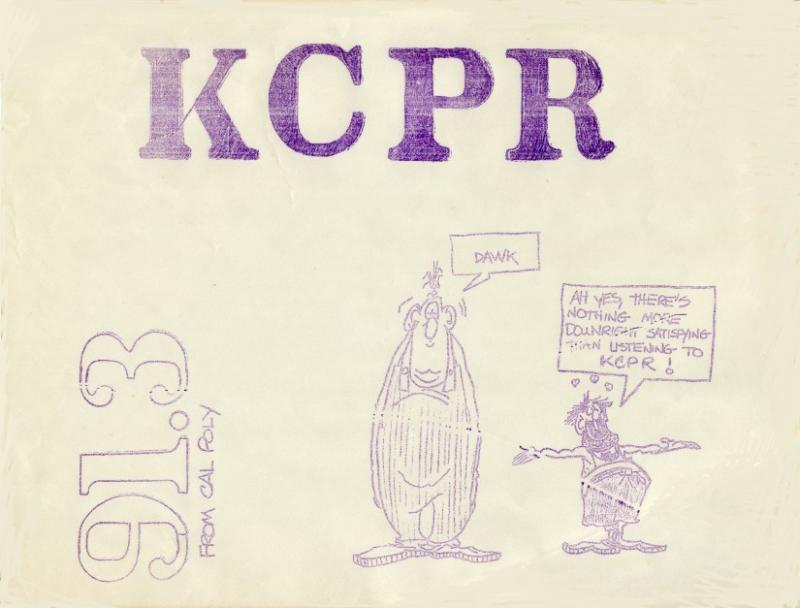 KCPR
DAWK
AH YES, THERE'S
NOTHING MORE
DOWNRIGHT SATISFYING
THAN LISTENING TO
KCPR!
91.3
FROM CAL POLY